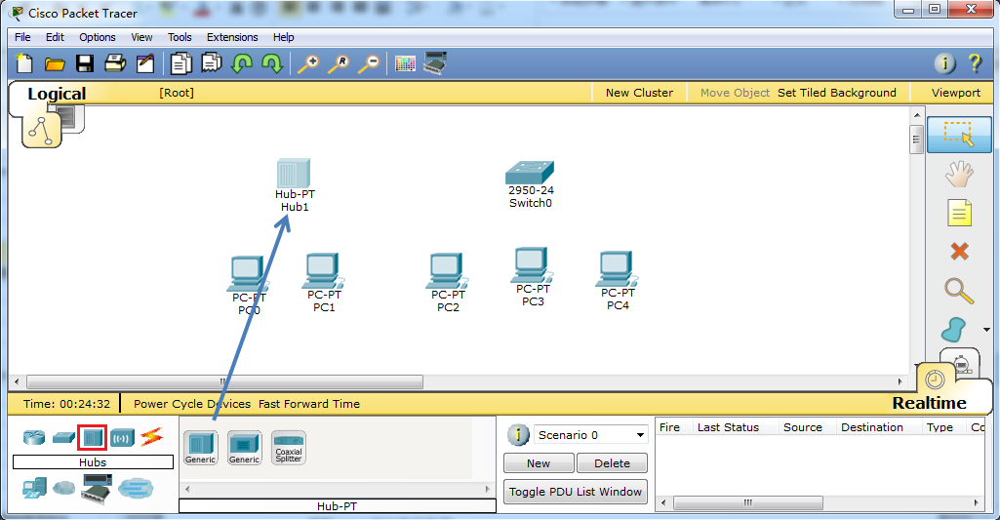 Cisco Packet Tracer
File Edit Options View Tools Extensions Help
Logical [Root] New Cluster Move Object Set Tiled Background Viewport
Hub-PT
Hub1
2950-24
Switch0
PC-PT
PC0
PC-PT
PC1
PC-PT
PC2
PC-PT
PC3
PC-PT
PC4
Time: 00:24:32 Power Cycle Devices Fast Forward Time
Realtime
Hubs
Generic
Generic
Coaxial
Splitter
Hub-PT
Scenario 0
New Delete
Toggle PDU List Window
Fire Last Status Source Destination Type Co